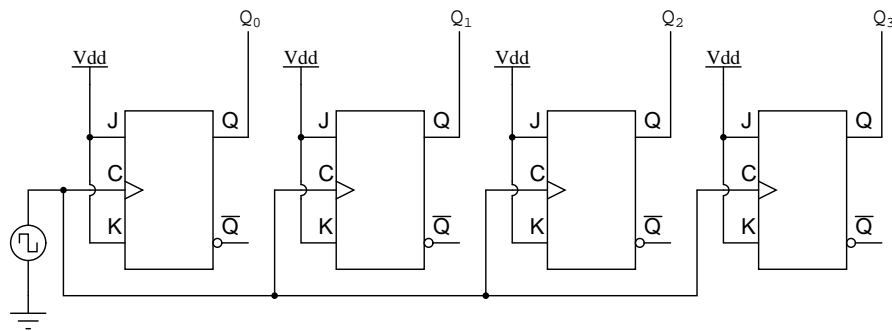 Q0 Q1 Q2 Q3
Vdd Vdd Vdd Vdd
J Q J Q J Q J Q
C C C C
K Q̅ K Q̅ K Q̅ K Q̅